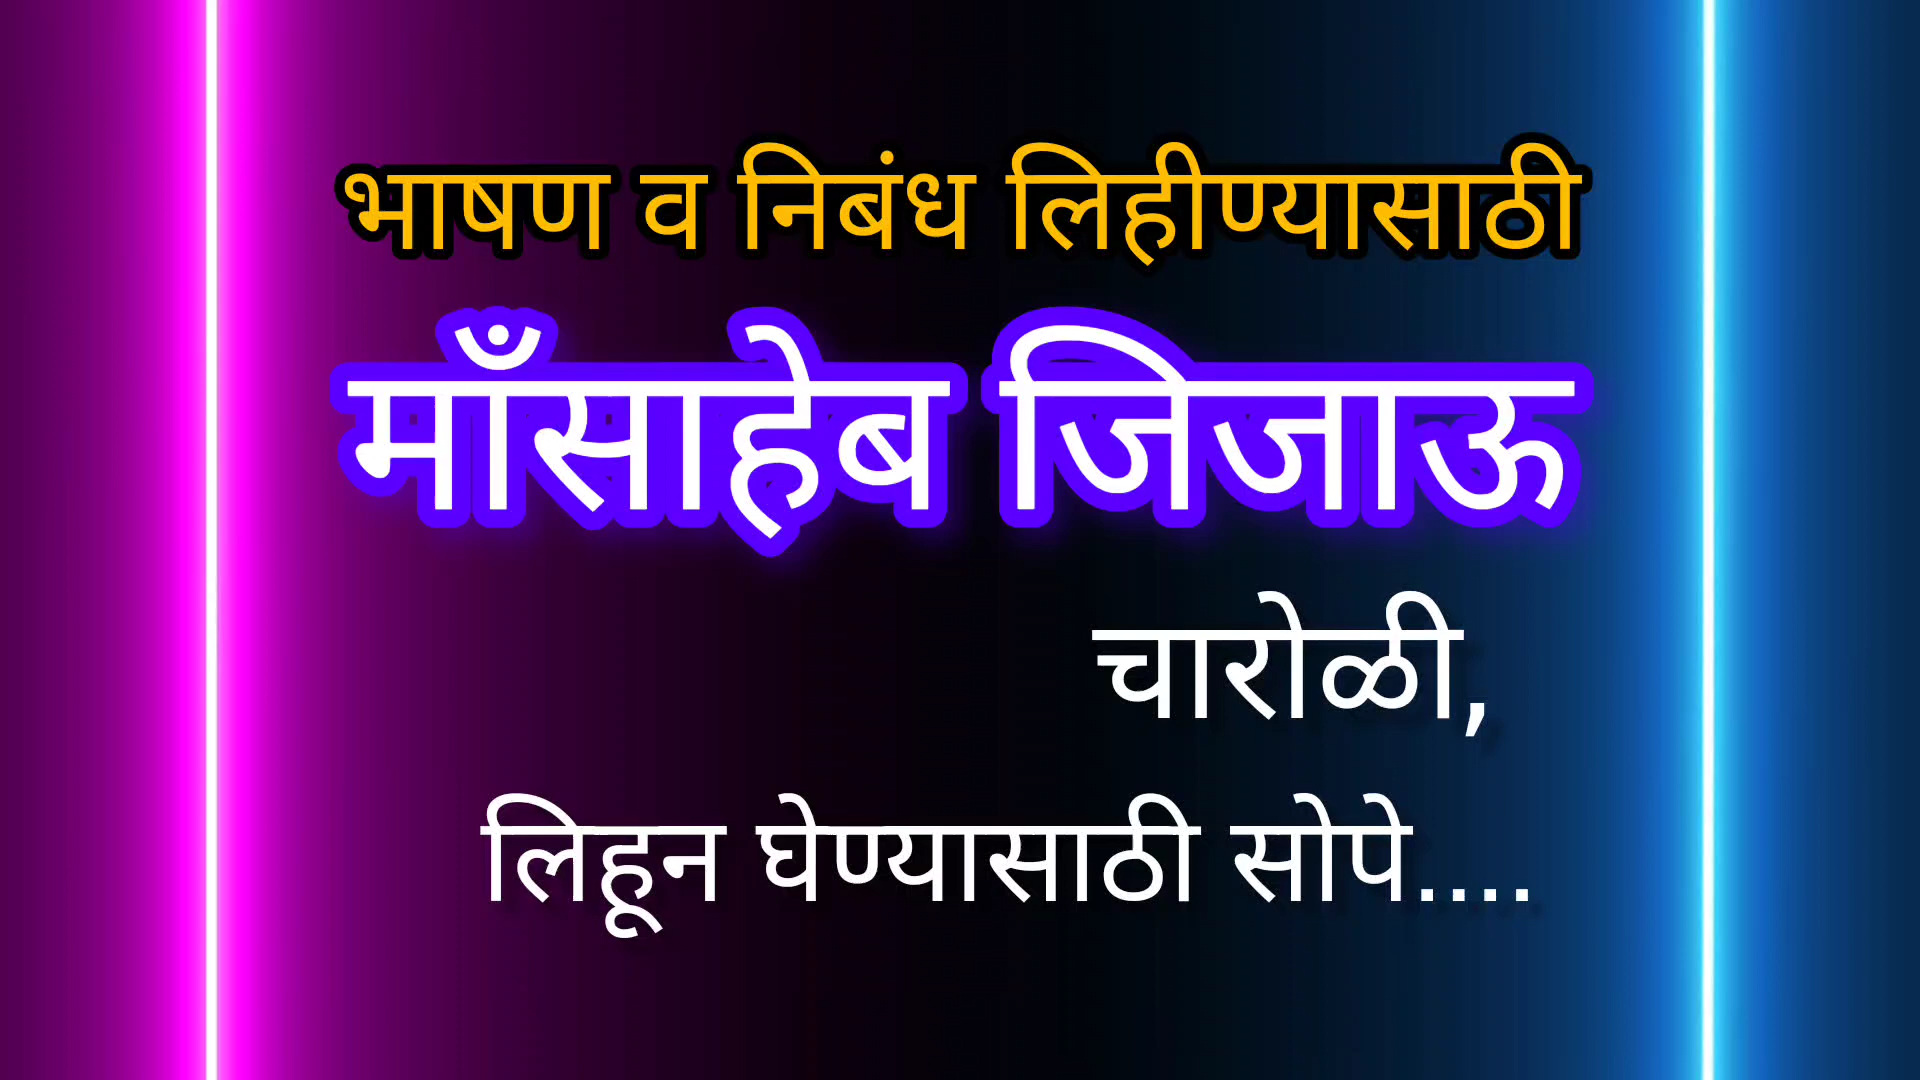 भाषण व निबंध लिहीण्यासाठी
माँसाहेब जिजाऊ
चारोळी,
लिहून घेण्यासाठी सोपे....